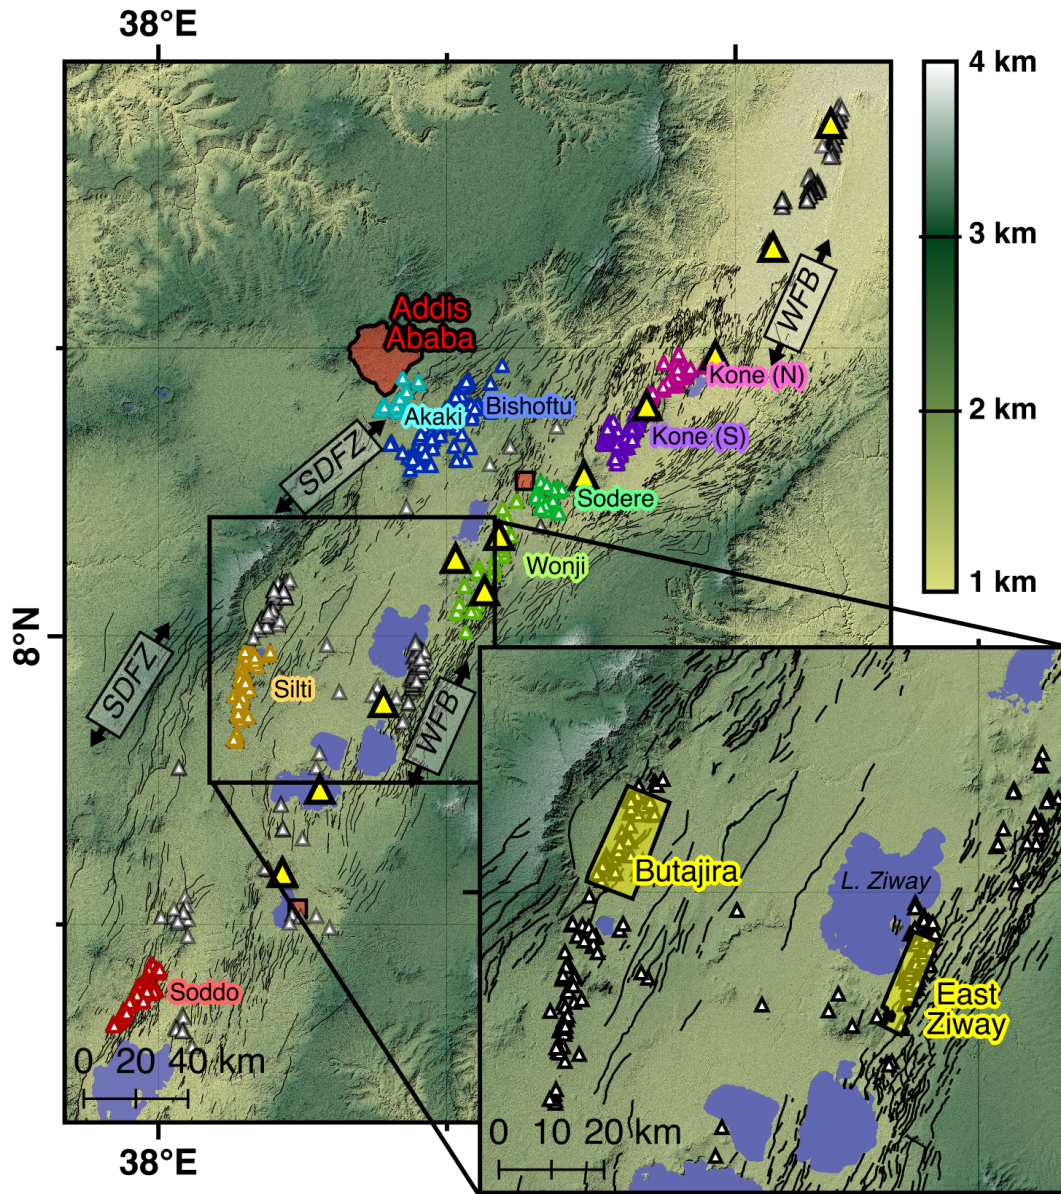 38°E
4 km
3 km
2 km
1 km
WFB
Addis
Ababa
Kone (N)
Akaki
Bishoftu
Kone (S)
SDFZ
Sodere
Wonji
8°N
SDFZ
Silti
WFB
Butajira
L. Ziway
East
Ziway
Soddo
0 20 40 km
0 10 20 km
38°E